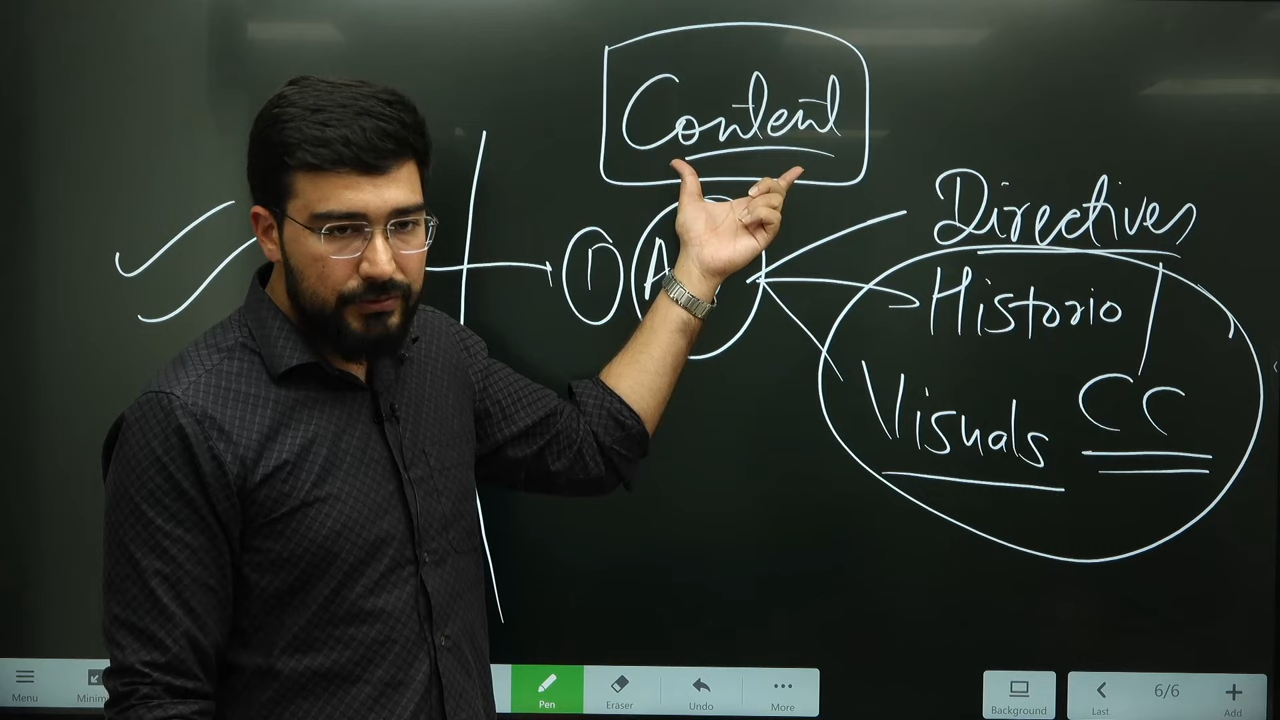 Content
Directives
Historio
Visuals CC
Menu
Pen
Eraser
Undo
More
Background
Last
6/6
Add